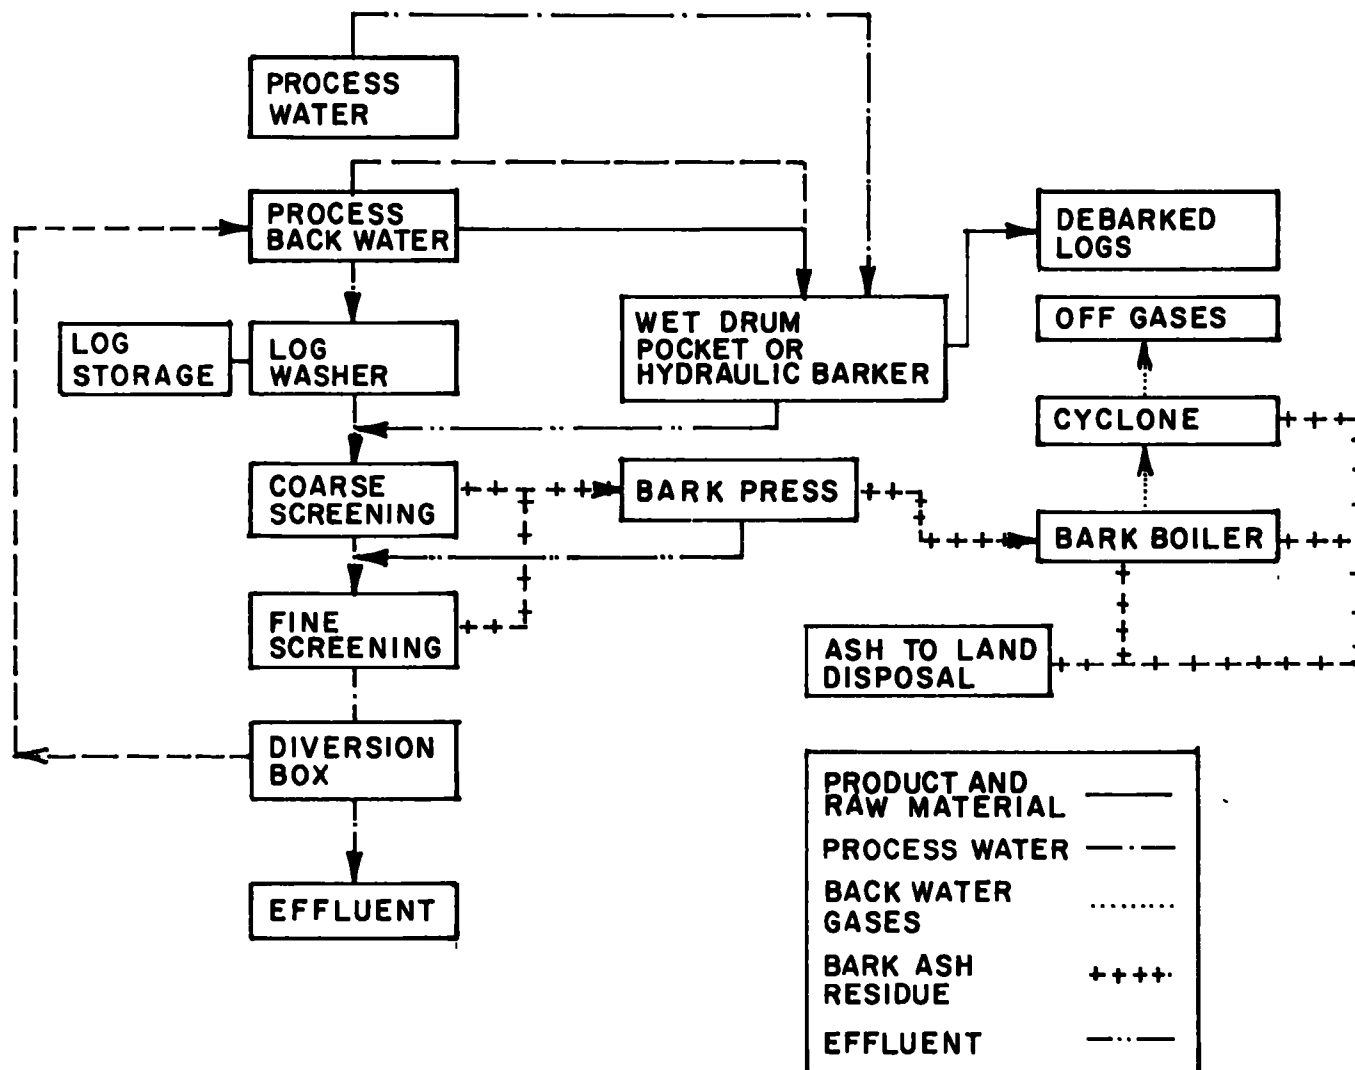 PROCESS
WATER
PROCESS
BACK WATER
DEBARKED
LOGS
LOG
STORAGE
LOG
WASHER
WET DRUM
POCKET OR
HYDRAULIC BARKER
OFF GASES
CYCLONE
COARSE
SCREENING
BARK PRESS
BARK BOILER
FINE
SCREENING
ASH TO LAND
DISPOSAL
DIVERSION
BOX
EFFLUENT
PRODUCT AND
RAW MATERIAL
PROCESS WATER
BACK WATER
GASES
BARK ASH
RESIDUE
EFFLUENT